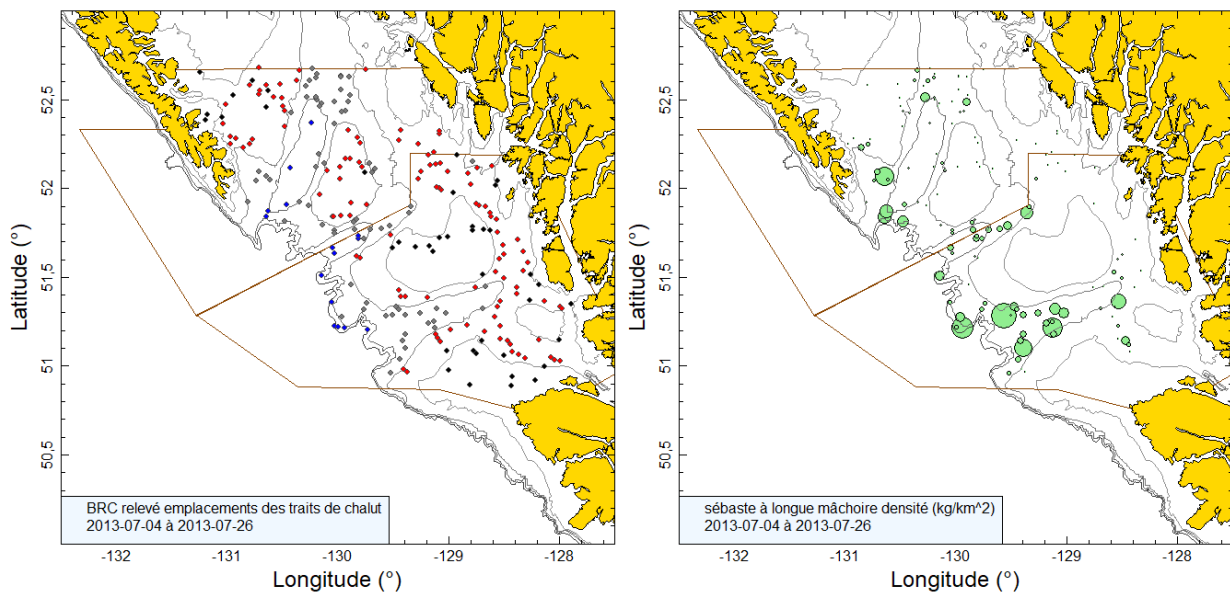 Latitude (°)
52,5
52
51,5
51
50,5
BRC relevé emplacements des traits de chalut
2013-07-04 à 2013-07-26
-132
-131
-130
-129
-128
Longitude (°)
Latitude (°)
52,5
52
51,5
51
50,5
sébaste à longue mâchoire densité (kg/km^2)
2013-07-04 à 2013-07-26
-132
-131
-130
-129
-128
Longitude (°)